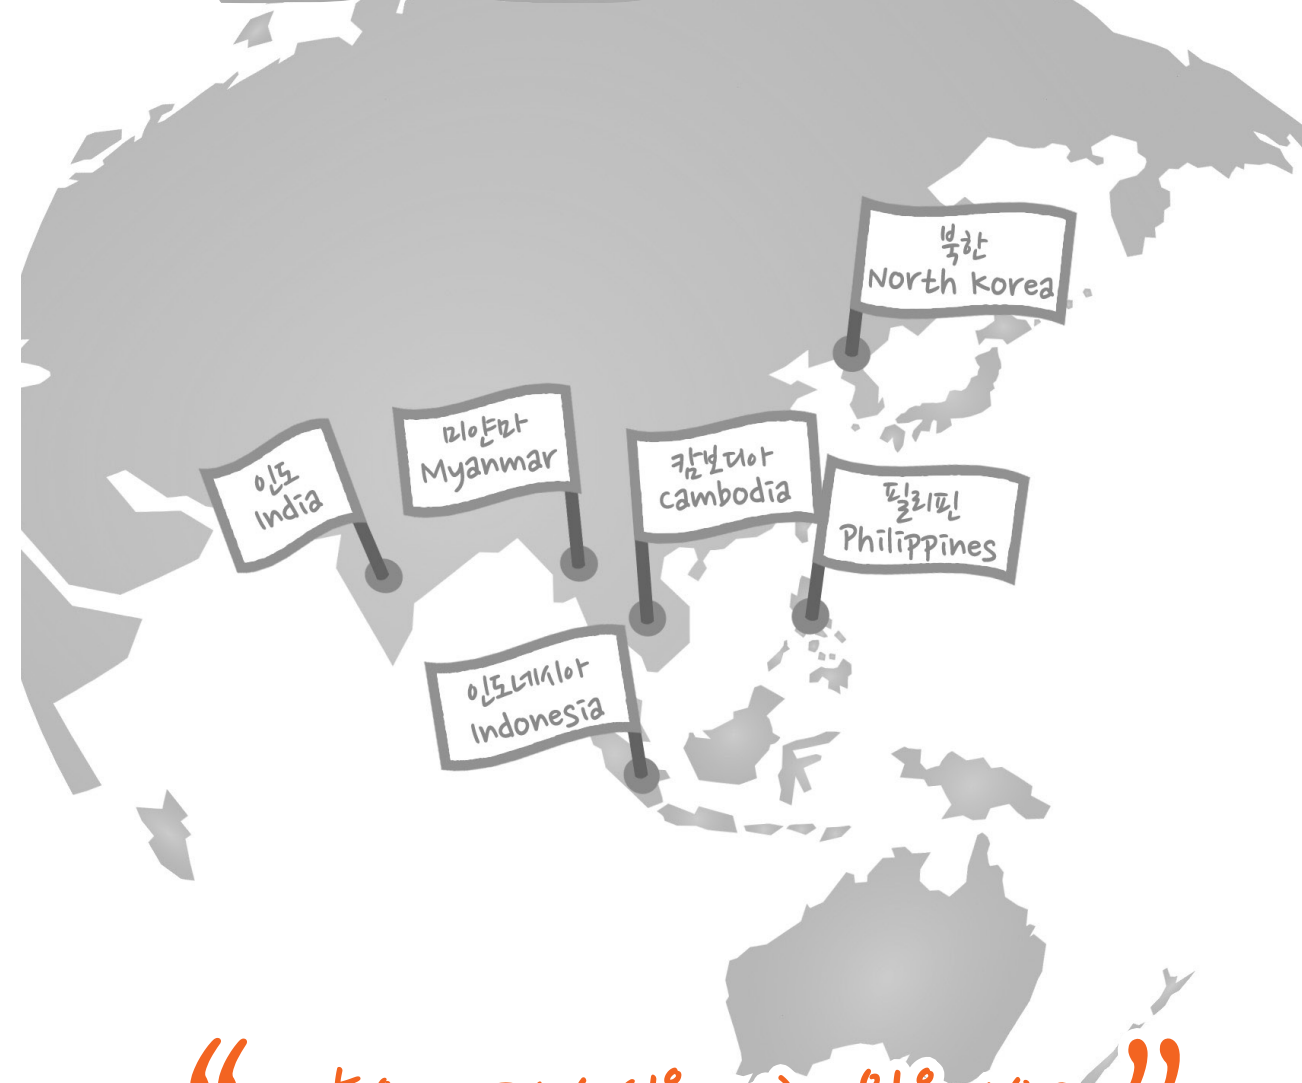 북한
North Korea
미얀마
Myanmar
캄보디아
Cambodia
인도
India
필리핀
Philippines
인도네시아
Indonesia
“ ”